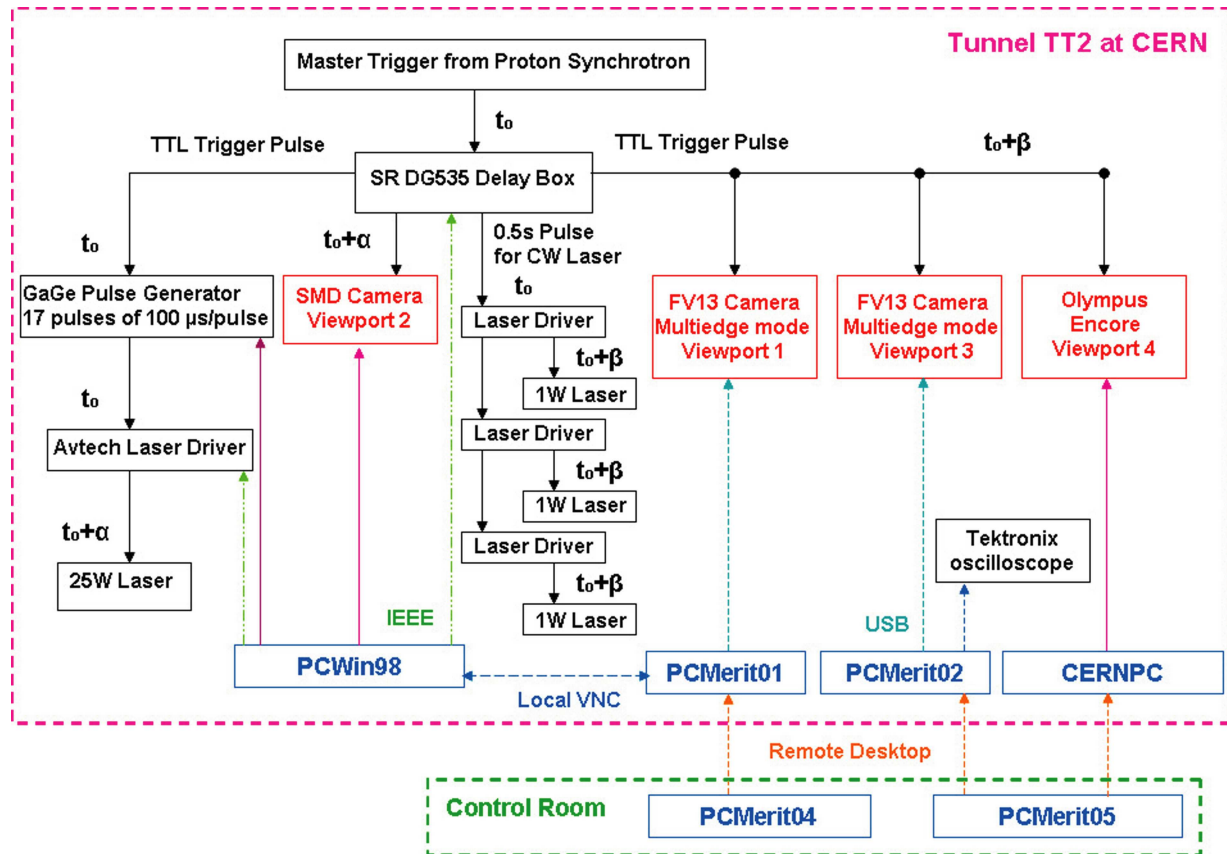 Tunnel TT2 at CERN
Master Trigger from Proton Synchrotron
t₀
TTL Trigger Pulse
TTL Trigger Pulse
t₀+β
SR DG535 Delay Box
t₀
t₀+α
0.5s Pulse
for CW Laser
t₀
GaGe Pulse Generator
17 pulses of 100 µs/pulse
SMD Camera
Viewport 2
Laser Driver
FV13 Camera
Multiedge mode
Viewport 1
FV13 Camera
Multiedge mode
Viewport 3
Olympus
Encore
Viewport 4
t₀+β
1W Laser
t₀
Avtech Laser Driver
Laser Driver
t₀+β
1W Laser
t₀+α
25W Laser
Laser Driver
t₀+β
1W Laser
Tektronix
oscilloscope
IEEE
USB
PCWin98
PCMerit01
PCMerit02
CERNPC
Local VNC
Remote Desktop
Control Room
PCMerit04
PCMerit05